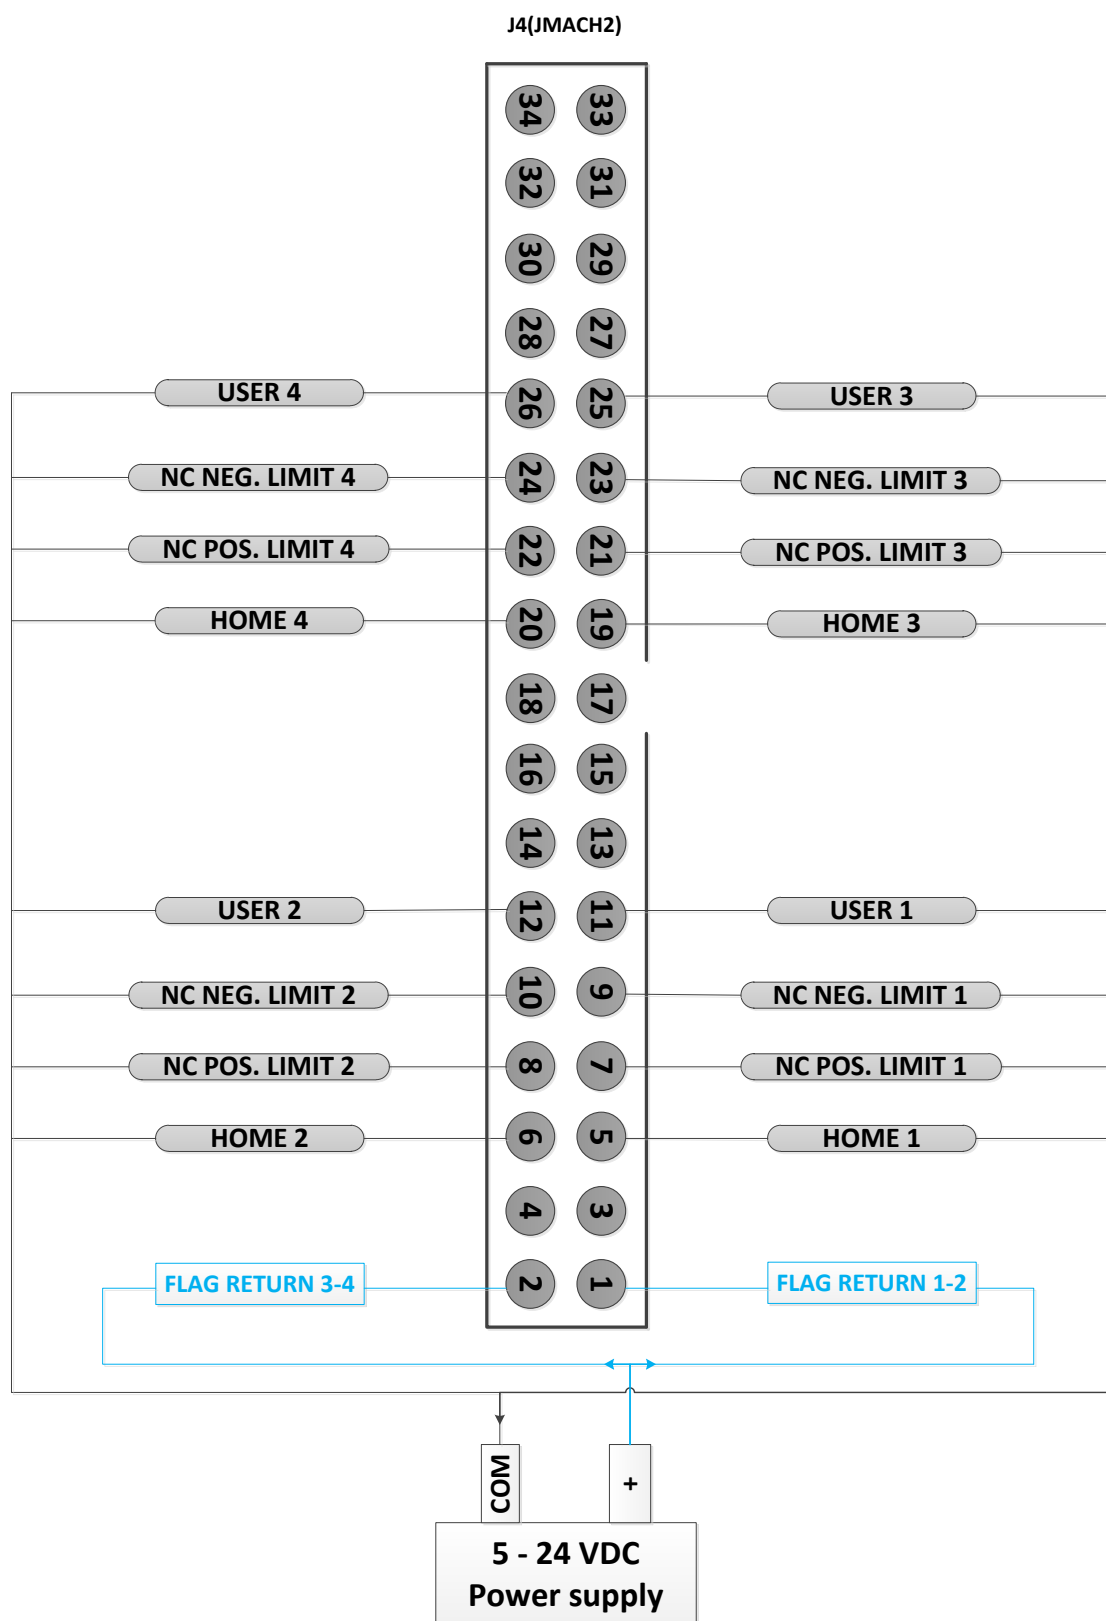 J4(JMACH2)
34 33
32 31
30 29
28 27
USER 4 26 25 USER 3
NC NEG. LIMIT 4 24 23 NC NEG. LIMIT 3
NC POS. LIMIT 4 22 21 NC POS. LIMIT 3
HOME 4 20 19 HOME 3
18 17
16 15
14 13
USER 2 12 11 USER 1
NC NEG. LIMIT 2 10 9 NC NEG. LIMIT 1
NC POS. LIMIT 2 8 7 NC POS. LIMIT 1
HOME 2 6 5 HOME 1
4 3
FLAG RETURN 3-4 2 1 FLAG RETURN 1-2
COM +
5 - 24 VDC
Power supply